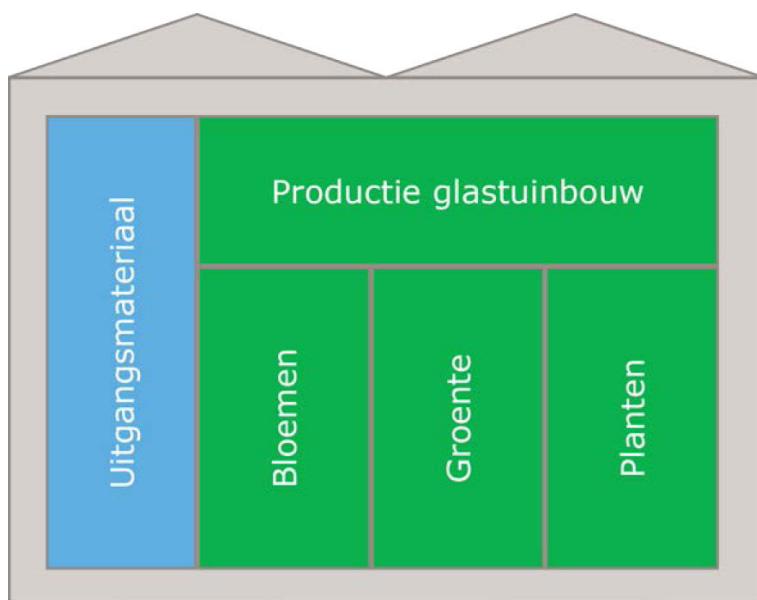 Uitgangsmateriaal
Productie glastuinbouw
Bloemen
Groente
Planten